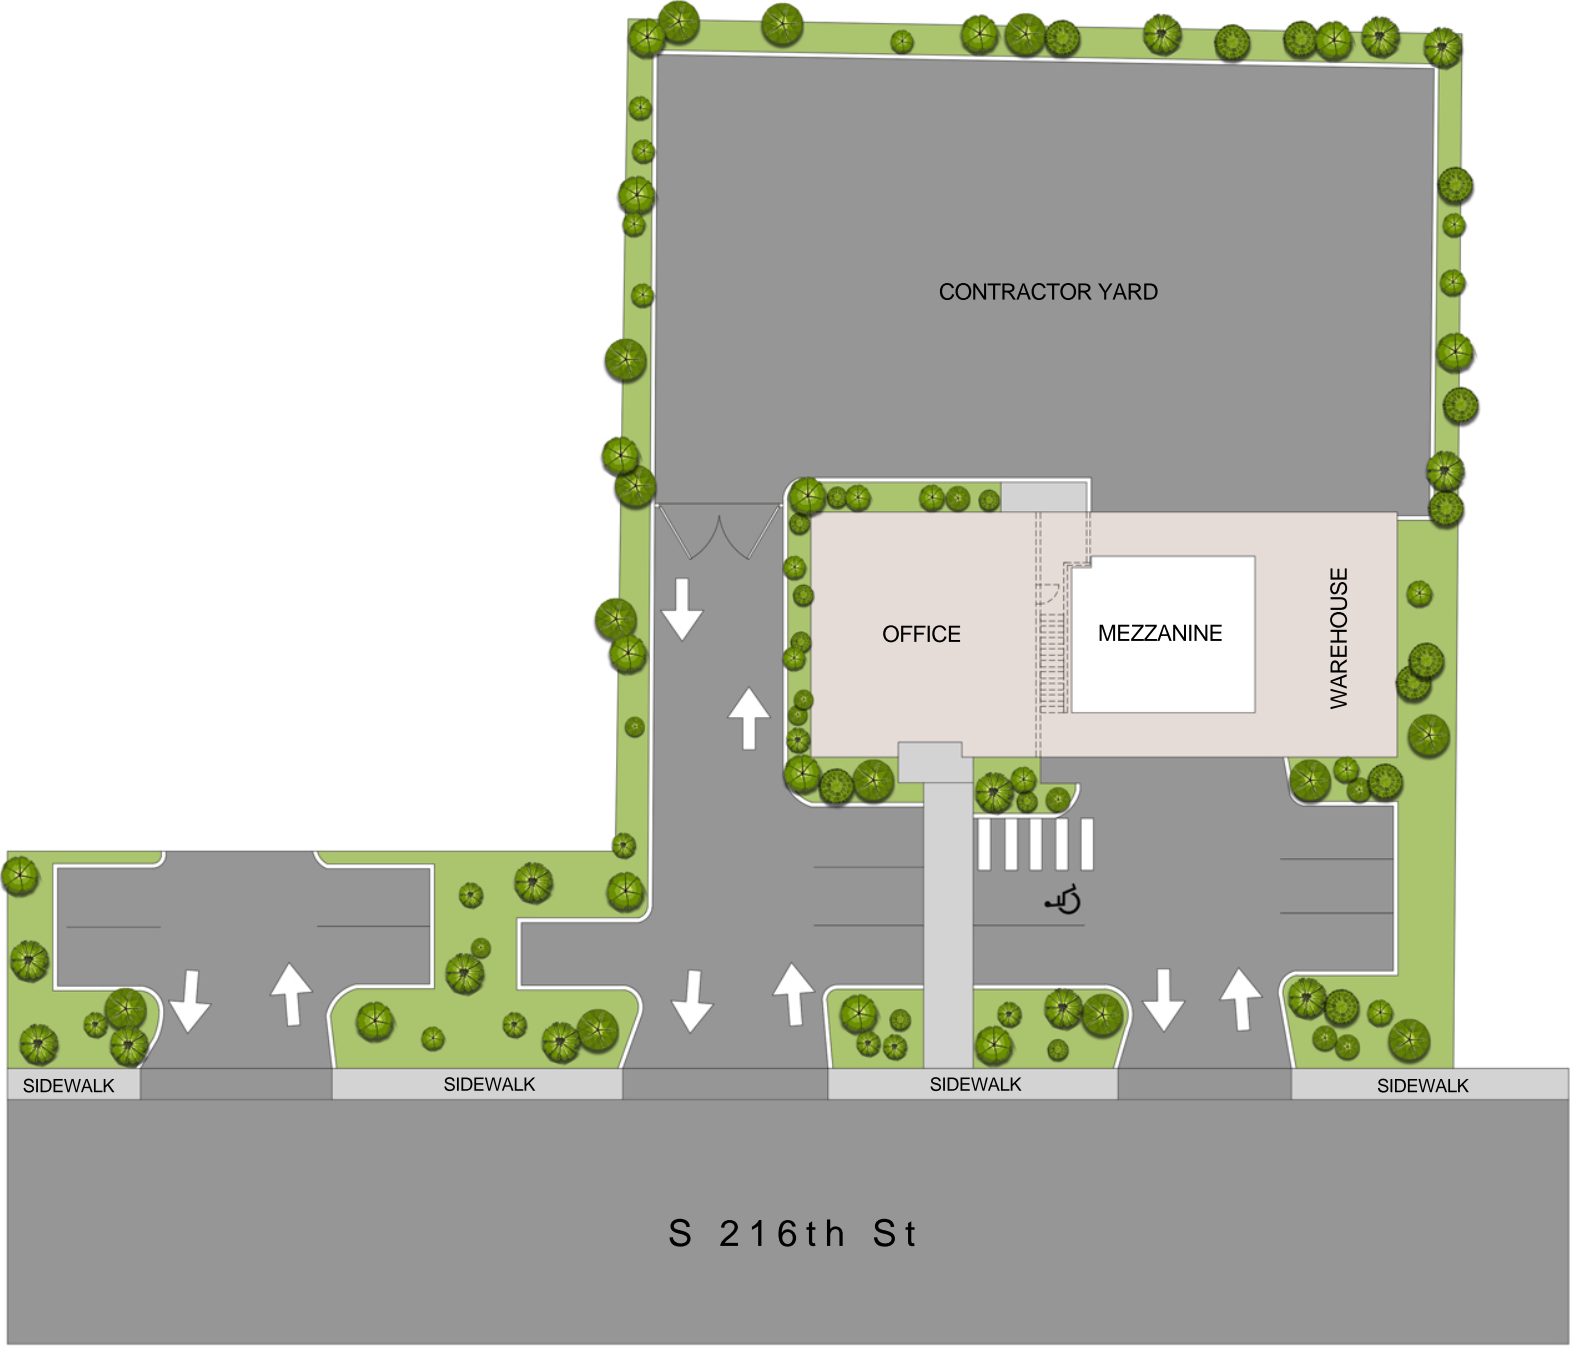 CONTRACTOR YARD
OFFICE
MEZZANINE
WAREHOUSE
SIDEWALK
SIDEWALK
SIDEWALK
SIDEWALK
S 216th St